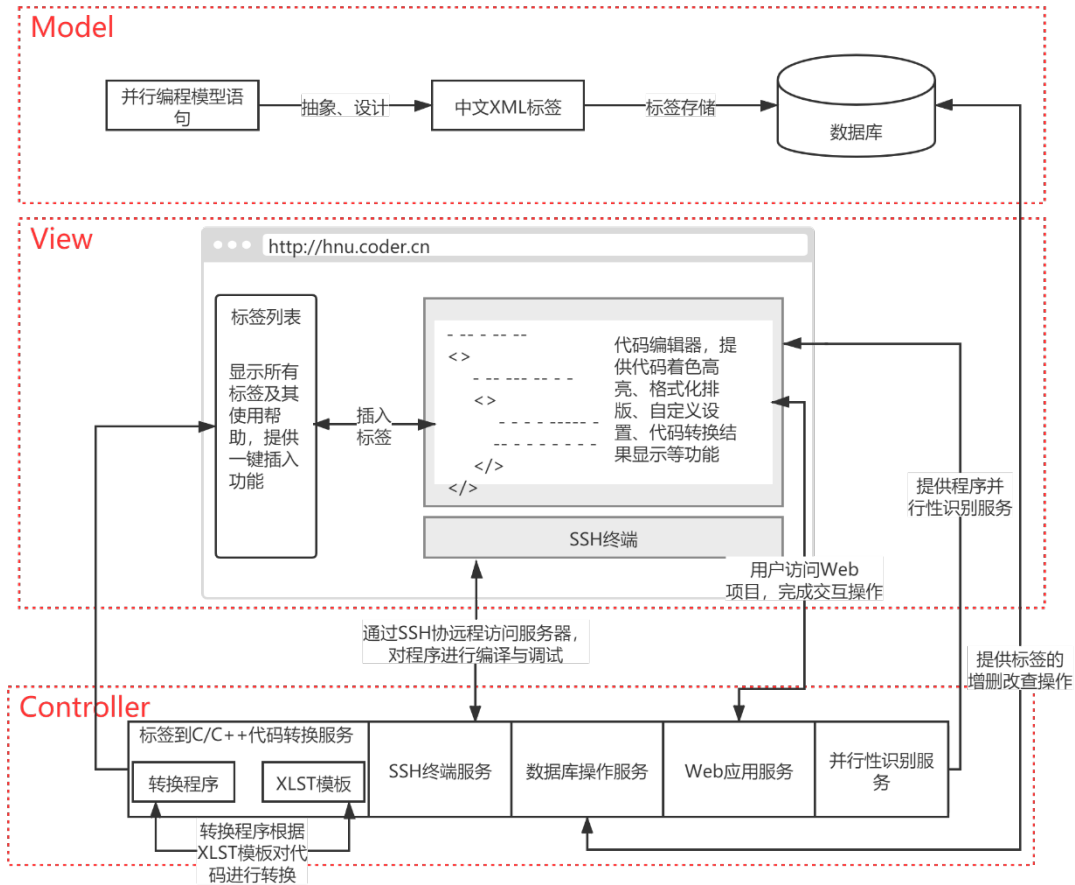 Model
并行编程模型语
句
抽象、设计
中文XML标签
标签存储
数据库
View
http://hnu.coder.cn
标签列表
显示所有
标签及其
使用帮
助，提供
一键插入
功能
插入
标签
- -- - -- --
<>
- -- --- -- - -
<>
- - - - ----- - -
-- - - - - - - -
</>
</>
代码编辑器，提
供代码着色高
亮、格式化排
版、自定义设
置、代码转换结
果显示等功能
SSH终端
提供程序并
行性识别服务
用户访问Web
项目，完成交互操作
通过SSH协远程访问服务器，
对程序进行编译与调试
提供标签的
增删改查操作
Controller
标签到C/C++代码转换服务
转换程序
XLST模板
SSH终端服务
数据库操作服务
Web应用服务
并行性识别服
务
转换程序根据
XLST模板对代
码进行转换